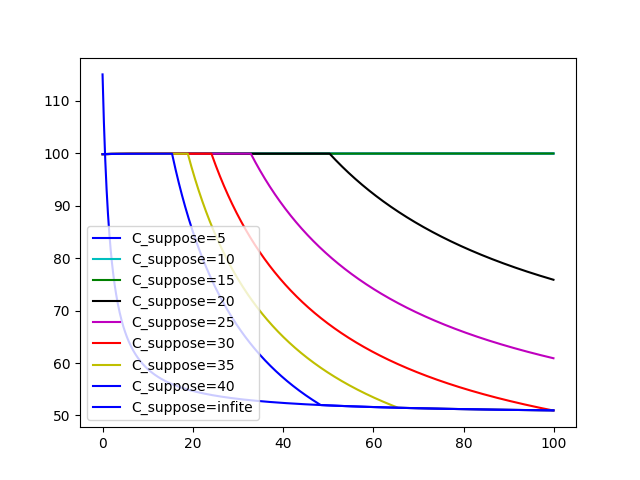 110
100
90
80
70
60
50
C_suppose=5
C_suppose=10
C_suppose=15
C_suppose=20
C_suppose=25
C_suppose=30
C_suppose=35
C_suppose=40
C_suppose=infite
0 20 40 60 80 100